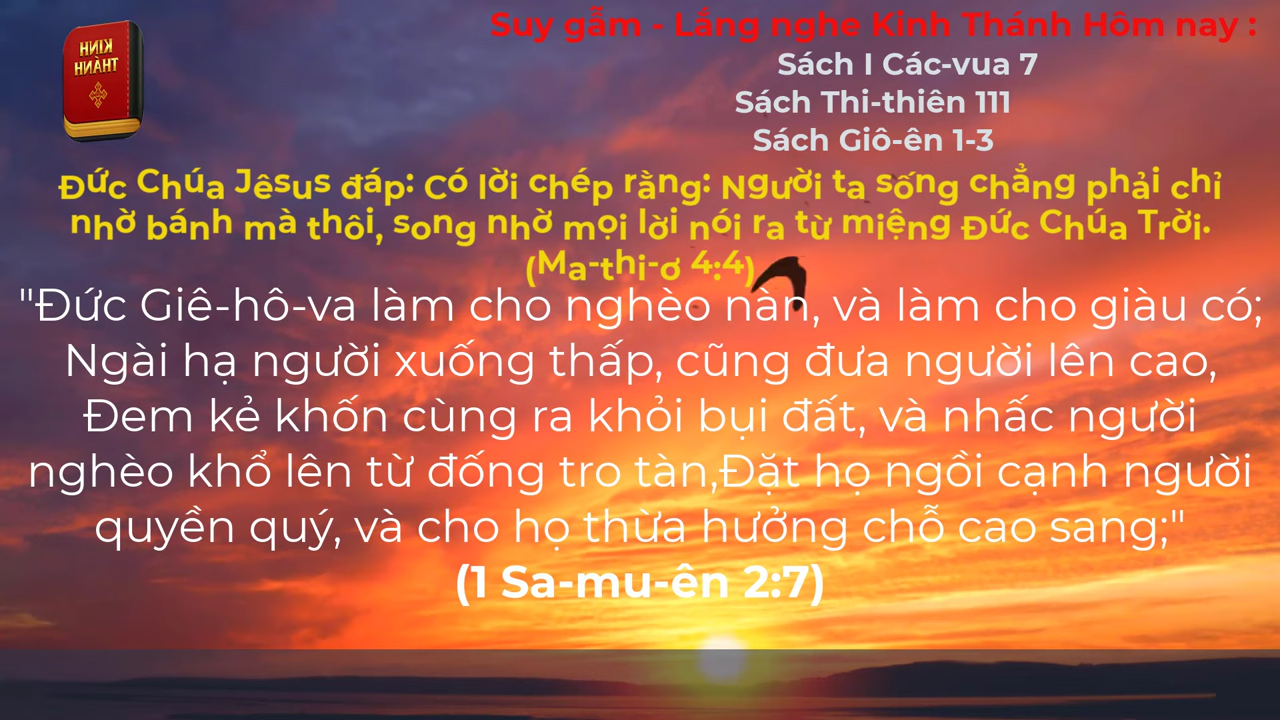 KINH
THÁNH
Suy gẫm - Lắng nghe Kinh Thánh Hôm nay :
Sách I Các-vua 7
Sách Thi-thiên 111
Sách Giô-ên 1-3
Đức Chúa Jêsus đáp: Có lời chép rằng: Người ta sống chẳng phải chỉ
nhờ bánh mà thôi, song nhờ mọi lời nói ra từ miệng Đức Chúa Trời.
(Ma-thi-ơ 4:4)
"Đức Giê-hô-va làm cho nghèo nàn, và làm cho giàu có;
Ngài hạ người xuống thấp, cũng đưa người lên cao,
Đem kẻ khốn cùng ra khỏi bụi đất, và nhấc người
nghèo khổ lên từ đống tro tàn,Đặt họ ngồi cạnh người
quyền quý, và cho họ thừa hưởng chỗ cao sang;"
(1 Sa-mu-ên 2:7)